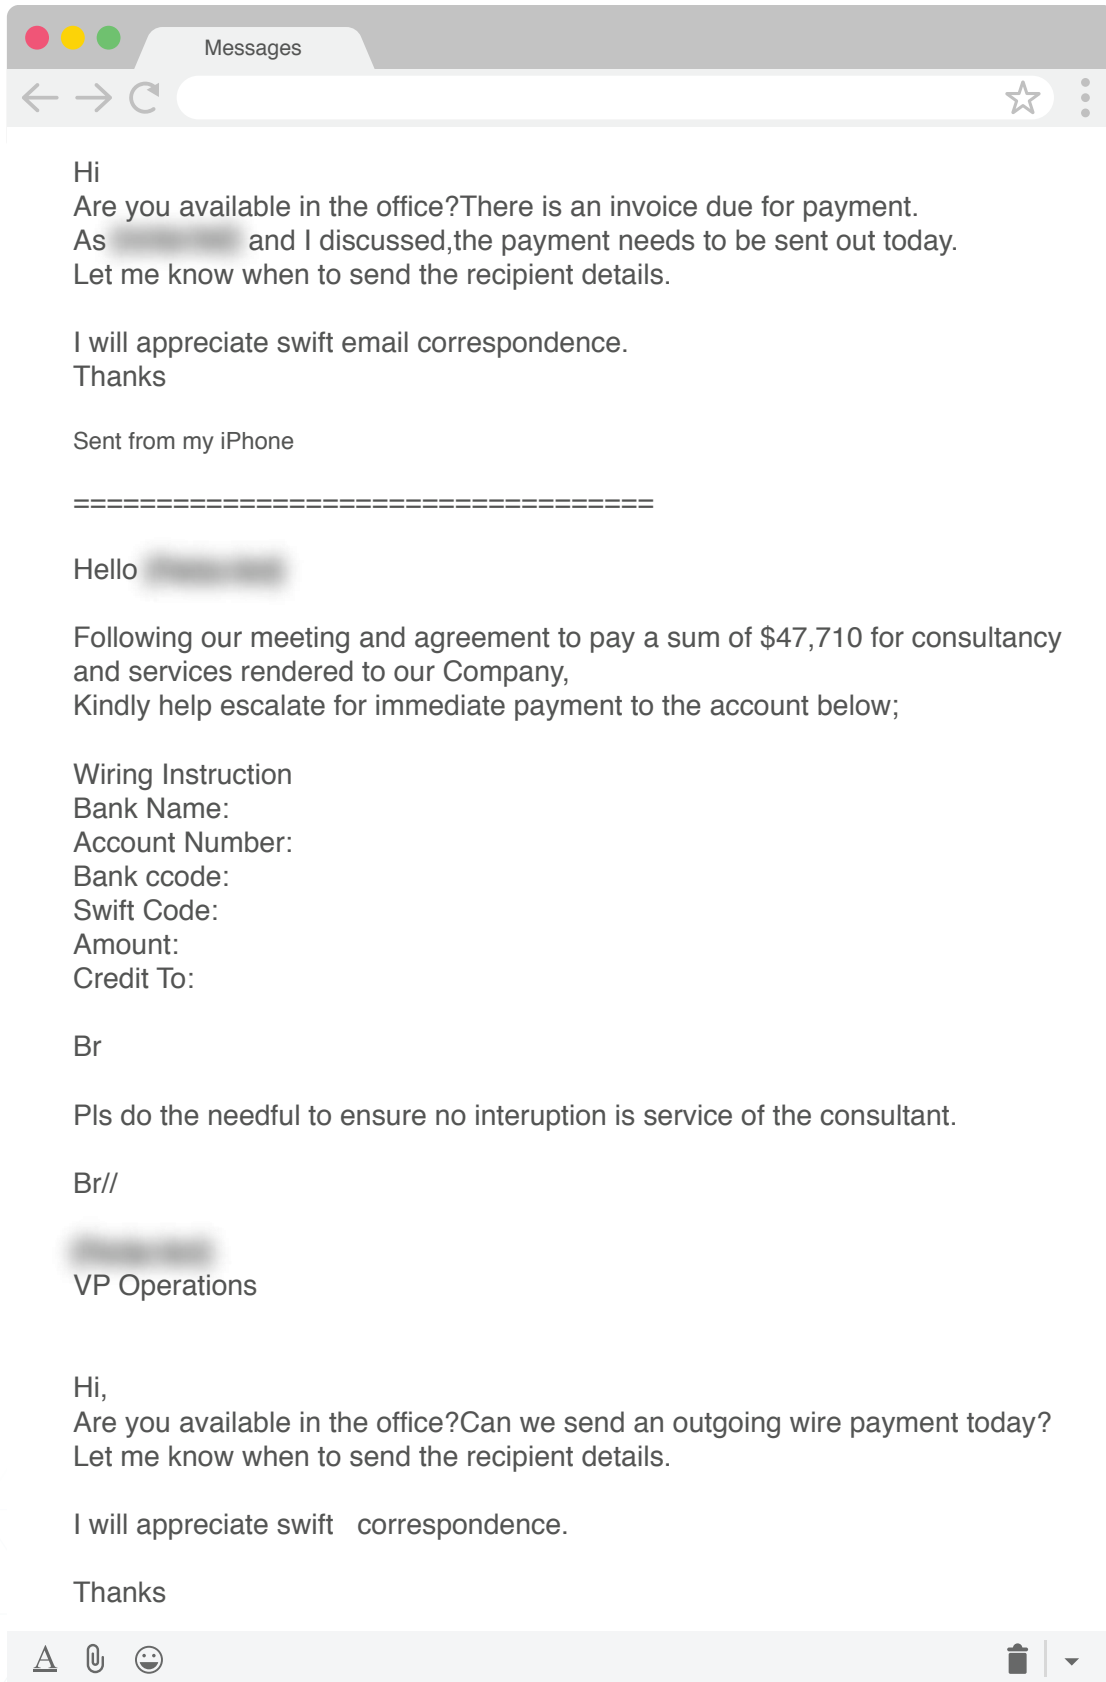 Messages
Hi
Are you available in the office?There is an invoice due for payment.
As and I discussed,the payment needs to be sent out today.
Let me know when to send the recipient details.
I will appreciate swift email correspondence.
Thanks
Sent from my iPhone
===================================
Hello
Following our meeting and agreement to pay a sum of $47,710 for consultancy
and services rendered to our Company,
Kindly help escalate for immediate payment to the account below;
Wiring Instruction
Bank Name:
Account Number:
Bank ccode:
Swift Code:
Amount:
Credit To:
Br
Pls do the needful to ensure no interuption is service of the consultant.
Br//
VP Operations
Hi,
Are you available in the office?Can we send an outgoing wire payment today?
Let me know when to send the recipient details.
I will appreciate swift   correspondence.
Thanks
A